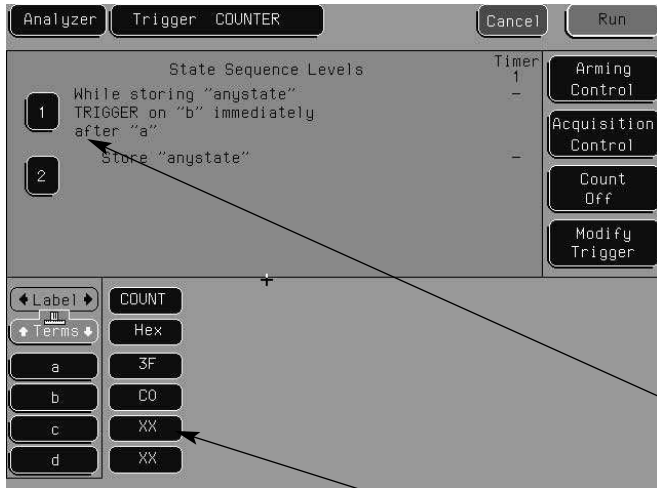 Analyzer Trigger COUNTER Cancel Run
State Sequence Levels Timer 1
1 While storing "anystate" –
TRIGGER on "b" immediately
after "a"
2 Store "anystate" –
Arming Control
Acquisition Control
Count Off
Modify Trigger
Label COUNT
Terms Hex
a 3F
b C0
c XX
d XX